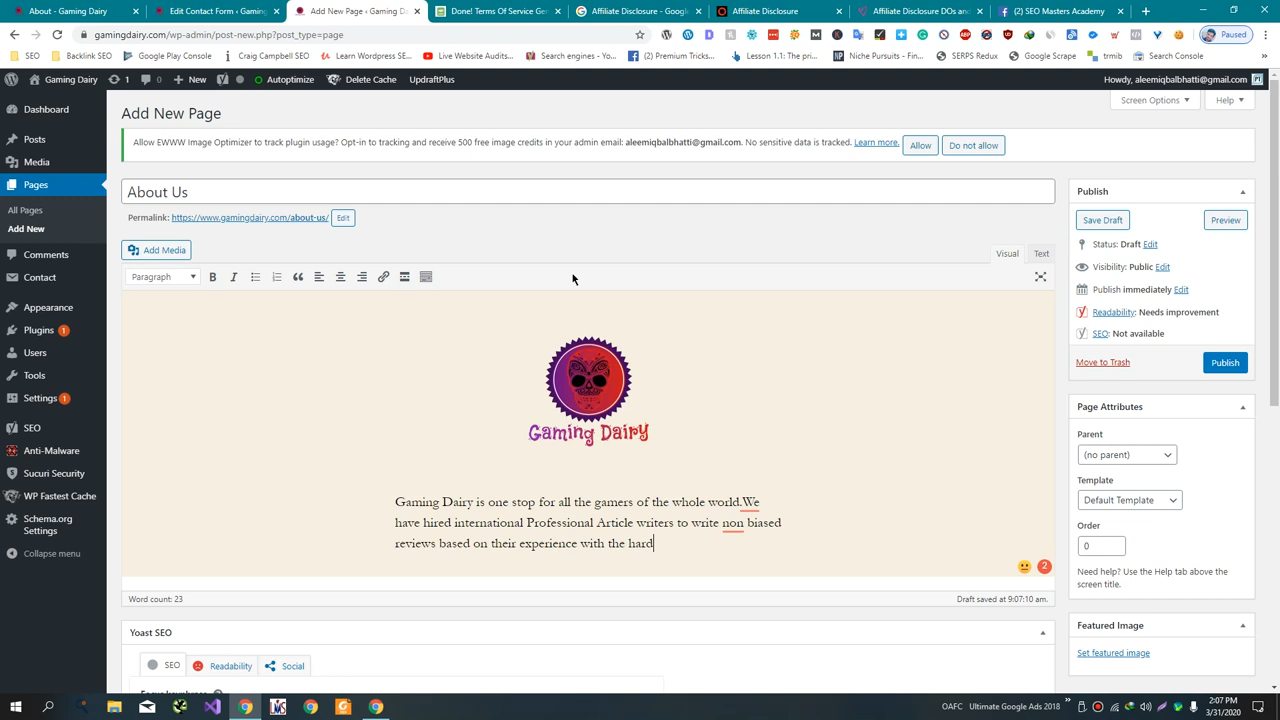 About Us
Edit Contact Form ‹ Gaming
Add New Page ‹ Gaming D
Done! Terms Of Service Gen
Affiliate Disclosure - Google
Affiliate Disclosure
Affiliate Disclosure DOs an
(2) SEO Masters Academy
gamingdairy.com/wp-admin/post-new.php?post_type=page
Paused
SEO
Backlink SEO
Google Play Console
Craig Campbell SEO
Learn Wordpress SE...
Live Website Audits...
Search engines - Yo...
(2) Premium Tricks...
Lesson 1.1: The pri...
Niche Pursuits - Fin...
SERPS Redux
Google Scrape
trmib
Search Console
Gaming Dairy
1
0
New
Autoptimize
Delete Cache
UpdraftPlus
Howdy, aleemiqbalbhatti@gmail.com
Dashboard
Posts
Media
Pages
All Pages
Add New
Comments
Contact
Appearance
Plugins 1
Users
Tools
Settings 1
SEO
Anti-Malware
Sucuri Security
WP Fastest Cache
Schema.org
Settings
Collapse menu
Add New Page
Screen Options
Help
Allow EWWW Image Optimizer to track plugin usage? Opt-in to tracking and receive 500 free image credits in your admin email: aleemiqbalbhatti@gmail.com. No sensitive data is tracked. Learn more.
Allow
Do not allow
About Us
Permalink: https://www.gamingdairy.com/about-us/ Edit
Add Media
Visual
Text
Paragraph
B I
Gaming Dairy
Gaming Dairy is one stop for all the gamers of the whole world.We
have hired international Professional Article writers to write non biased
reviews based on their experience with the hard
2
Word count: 23
Draft saved at 9:07:10 am.
Yoast SEO
SEO
Readability
Social
Publish
Save Draft
Preview
Status: Draft Edit
Visibility: Public Edit
Publish immediately Edit
Readability: Needs improvement
SEO: Not available
Move to Trash
Publish
Page Attributes
Parent
(no parent)
Template
Default Template
Order
0
Need help? Use the Help tab above the
screen title.
Featured Image
Set featured image
OAFC
Ultimate Google Ads 2018
2:07 PM
3/31/2020